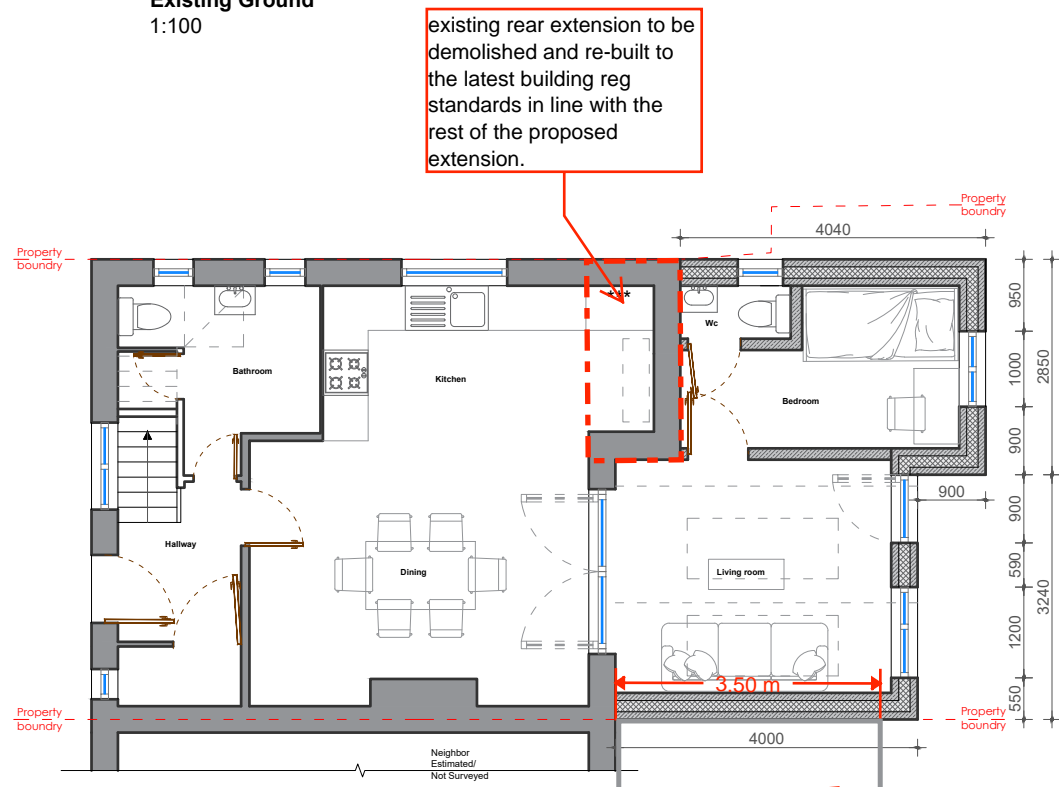 Existing Ground
1:100
existing rear extension to be
demolished and re-built to
the latest building reg
standards in line with the
rest of the proposed
extension.
Property
boundry
4040
Property
boundry
***
Wc
950
Bathroom
Kitchen
Bedroom
1000
2850
900
900
Hallway
Dining
Living room
900
590
3240
1200
3.50 m
550
Property
boundry
Property
boundry
4000
Neighbor
Estimated/
Not Surveyed